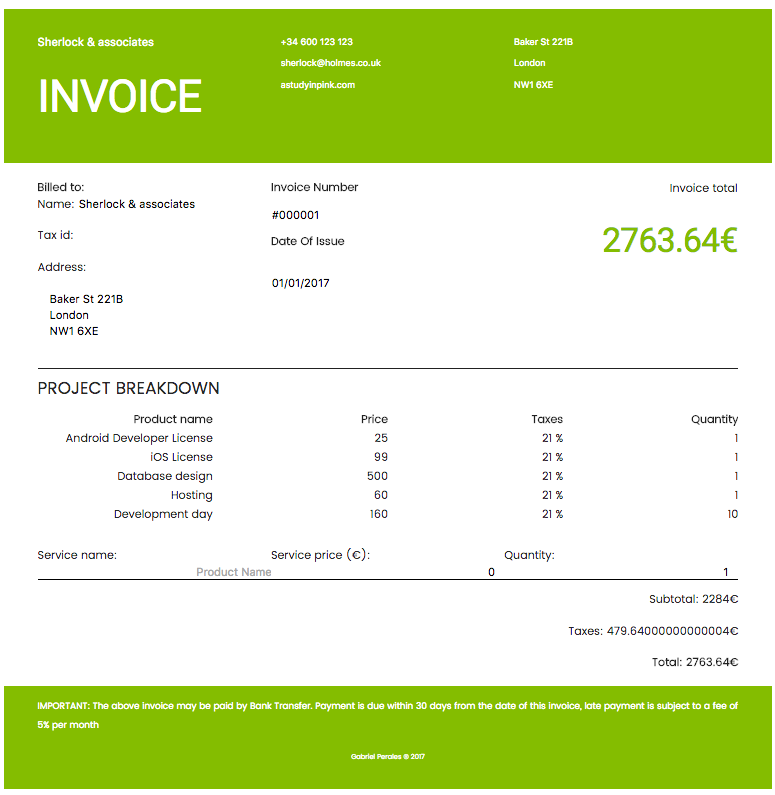 Sherlock & associates
+34 600 123 123
Baker St 221B
sherlock@holmes.co.uk
London
INVOICE
astudyinpink.com
NW1 6XE
Billed to:
Invoice Number
Invoice total
Name: Sherlock & associates
#000001
Tax id:
Date Of Issue
2763.64€
Address:
01/01/2017
Baker St 221B
London
NW1 6XE
PROJECT BREAKDOWN
Product name Price Taxes Quantity
Android Developer License 25 21 % 1
iOS License 99 21 % 1
Database design 500 21 % 1
Hosting 60 21 % 1
Development day 160 21 % 10
Service name: Service price (€): Quantity:
Product Name 0 1
Subtotal: 2284€
Taxes: 479.64000000000004€
Total: 2763.64€
IMPORTANT: The above invoice may be paid by Bank Transfer. Payment is due within 30 days from the date of this invoice, late payment is subject to a fee of
5% per month
Gabriel Perales © 2017